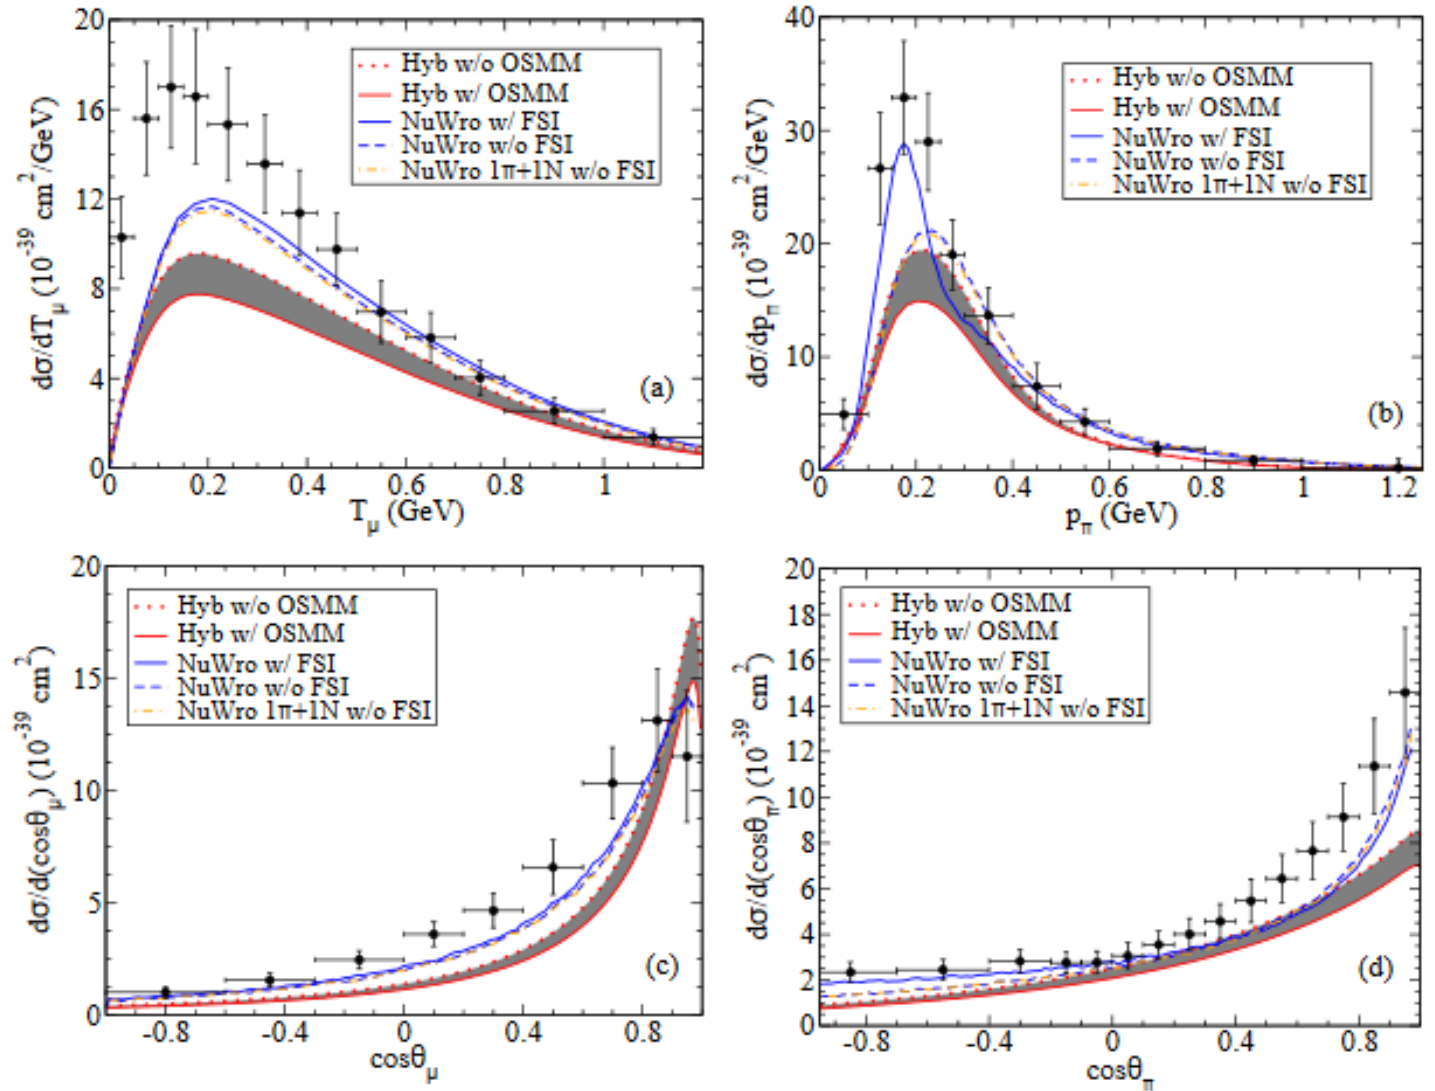 20
16
12
8
4
0
dσ/dT_μ (10^-39 cm^2/GeV)
Hyb w/o OSMM
Hyb w/ OSMM
NuWro w/ FSI
NuWro w/o FSI
NuWro 1π+1N w/o FSI
(a)
0 0.2 0.4 0.6 0.8 1
T_μ (GeV)
40
30
20
10
0
dσ/dp_π (10^-39 cm^2/GeV)
Hyb w/o OSMM
Hyb w/ OSMM
NuWro w/ FSI
NuWro w/o FSI
NuWro 1π+1N w/o FSI
(b)
0 0.2 0.4 0.6 0.8 1 1.2
p_π (GeV)
20
15
10
5
0
dσ/d(cosθ_μ) (10^-39 cm^2)
Hyb w/o OSMM
Hyb w/ OSMM
NuWro w/ FSI
NuWro w/o FSI
NuWro 1π+1N w/o FSI
(c)
-0.8 -0.4 0 0.4 0.8
cosθ_μ
20
18
16
14
12
10
8
6
4
2
0
dσ/d(cosθ_π) (10^-39 cm^2)
Hyb w/o OSMM
Hyb w/ OSMM
NuWro w/ FSI
NuWro w/o FSI
NuWro 1π+1N w/o FSI
(d)
-0.8 -0.4 0 0.4 0.8
cosθ_π